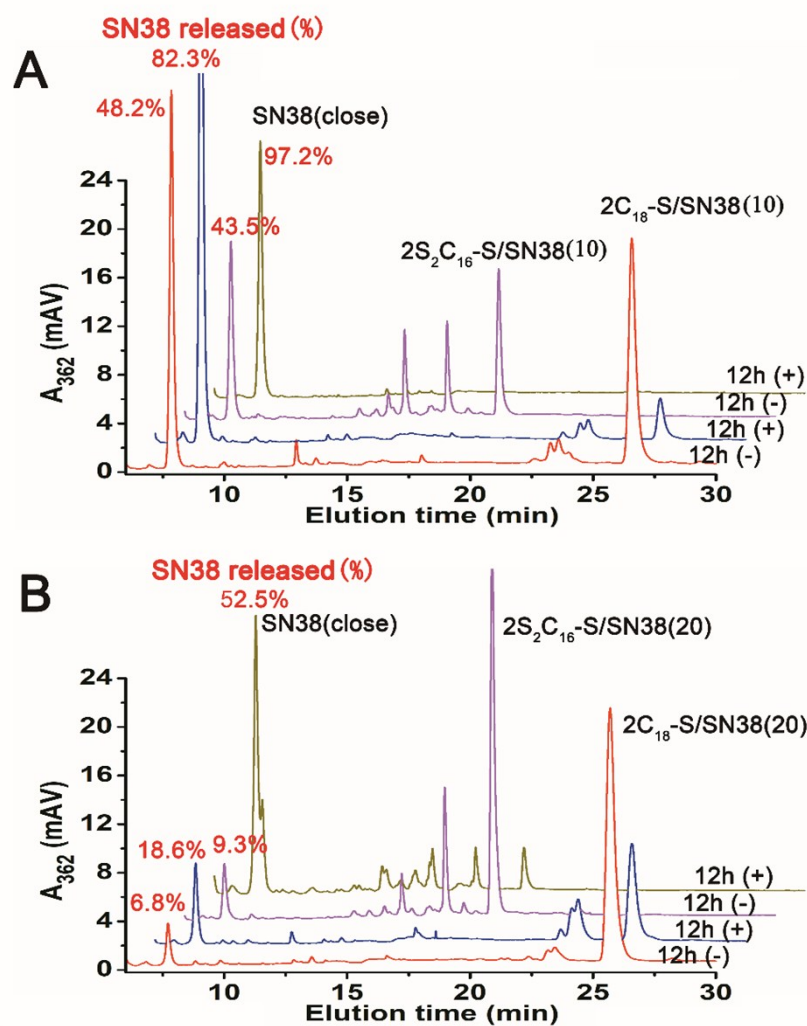 SN38 released (%)
A
82.3%
48.2%
SN38(close)
97.2%
43.5%
2C₁₈-S/SN38(10)
2S₂C₁₆-S/SN38(10)
24
20
16
12
8
4
0
A₃₆₂ (mAV)
12h (+)
12h (-)
12h (+)
12h (-)
10
15
20
25
30
Elution time (min)
B
SN38 released (%)
52.5%
SN38(close)
2S₂C₁₆-S/SN38(20)
2C₁₈-S/SN38(20)
18.6%
9.3%
6.8%
24
20
16
12
8
4
0
A₃₆₂ (mAV)
12h (+)
12h (-)
12h (+)
12h (-)
10
15
20
25
30
Elution time (min)